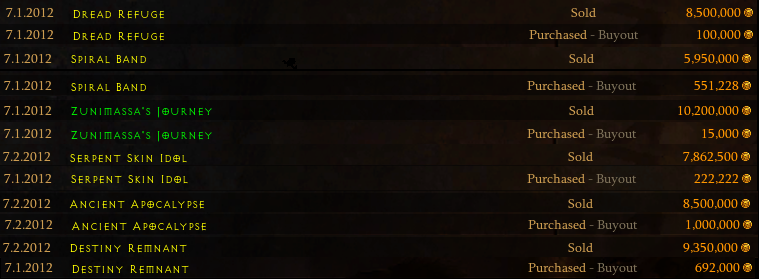 7.1.2012 Dread Refuge Sold 8,500,000
7.1.2012 Dread Refuge Purchased - Buyout 100,000
7.1.2012 Spiral Band Sold 5,950,000
7.1.2012 Spiral Band Purchased - Buyout 551,228
7.1.2012 Zunimassa's Journey Sold 10,200,000
7.1.2012 Zunimassa's Journey Purchased - Buyout 15,000
7.2.2012 Serpent Skin Idol Sold 7,862,500
7.1.2012 Serpent Skin Idol Purchased - Buyout 222,222
7.2.2012 Ancient Apocalypse Sold 8,500,000
7.2.2012 Ancient Apocalypse Purchased - Buyout 1,000,000
7.2.2012 Destiny Remnant Sold 9,350,000
7.1.2012 Destiny Remnant Purchased - Buyout 692,000